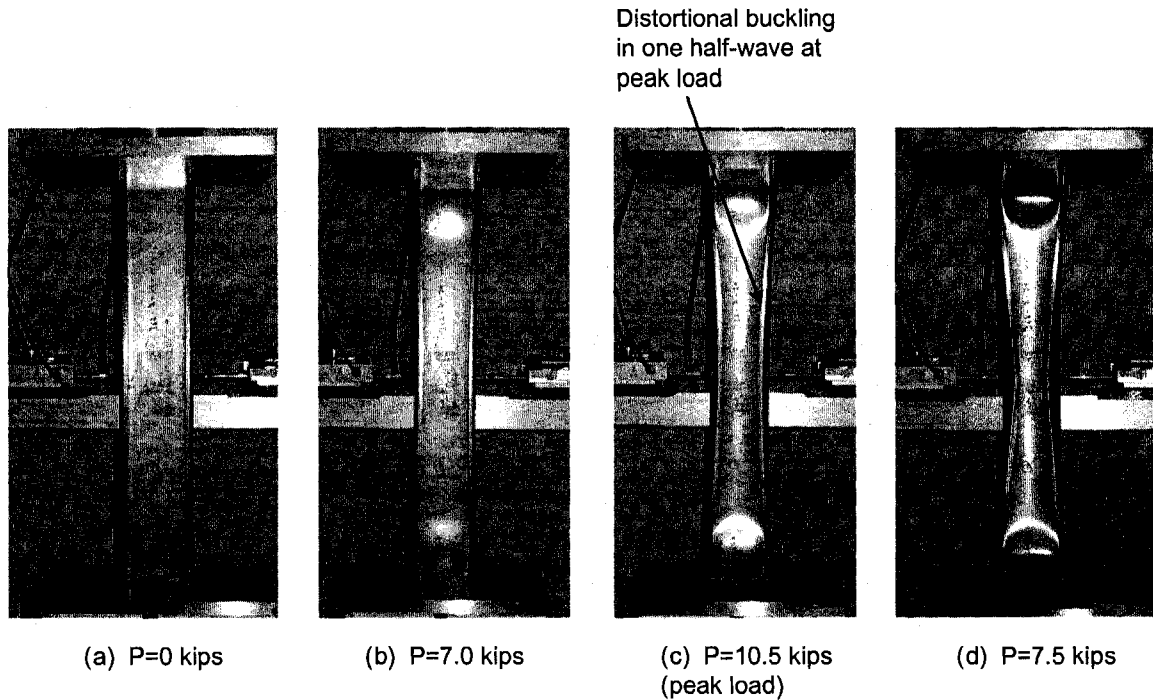 Distortional buckling
in one half-wave at
peak load
(a) P=0 kips
(b) P=7.0 kips
(c) P=10.5 kips
(peak load)
(d) P=7.5 kips